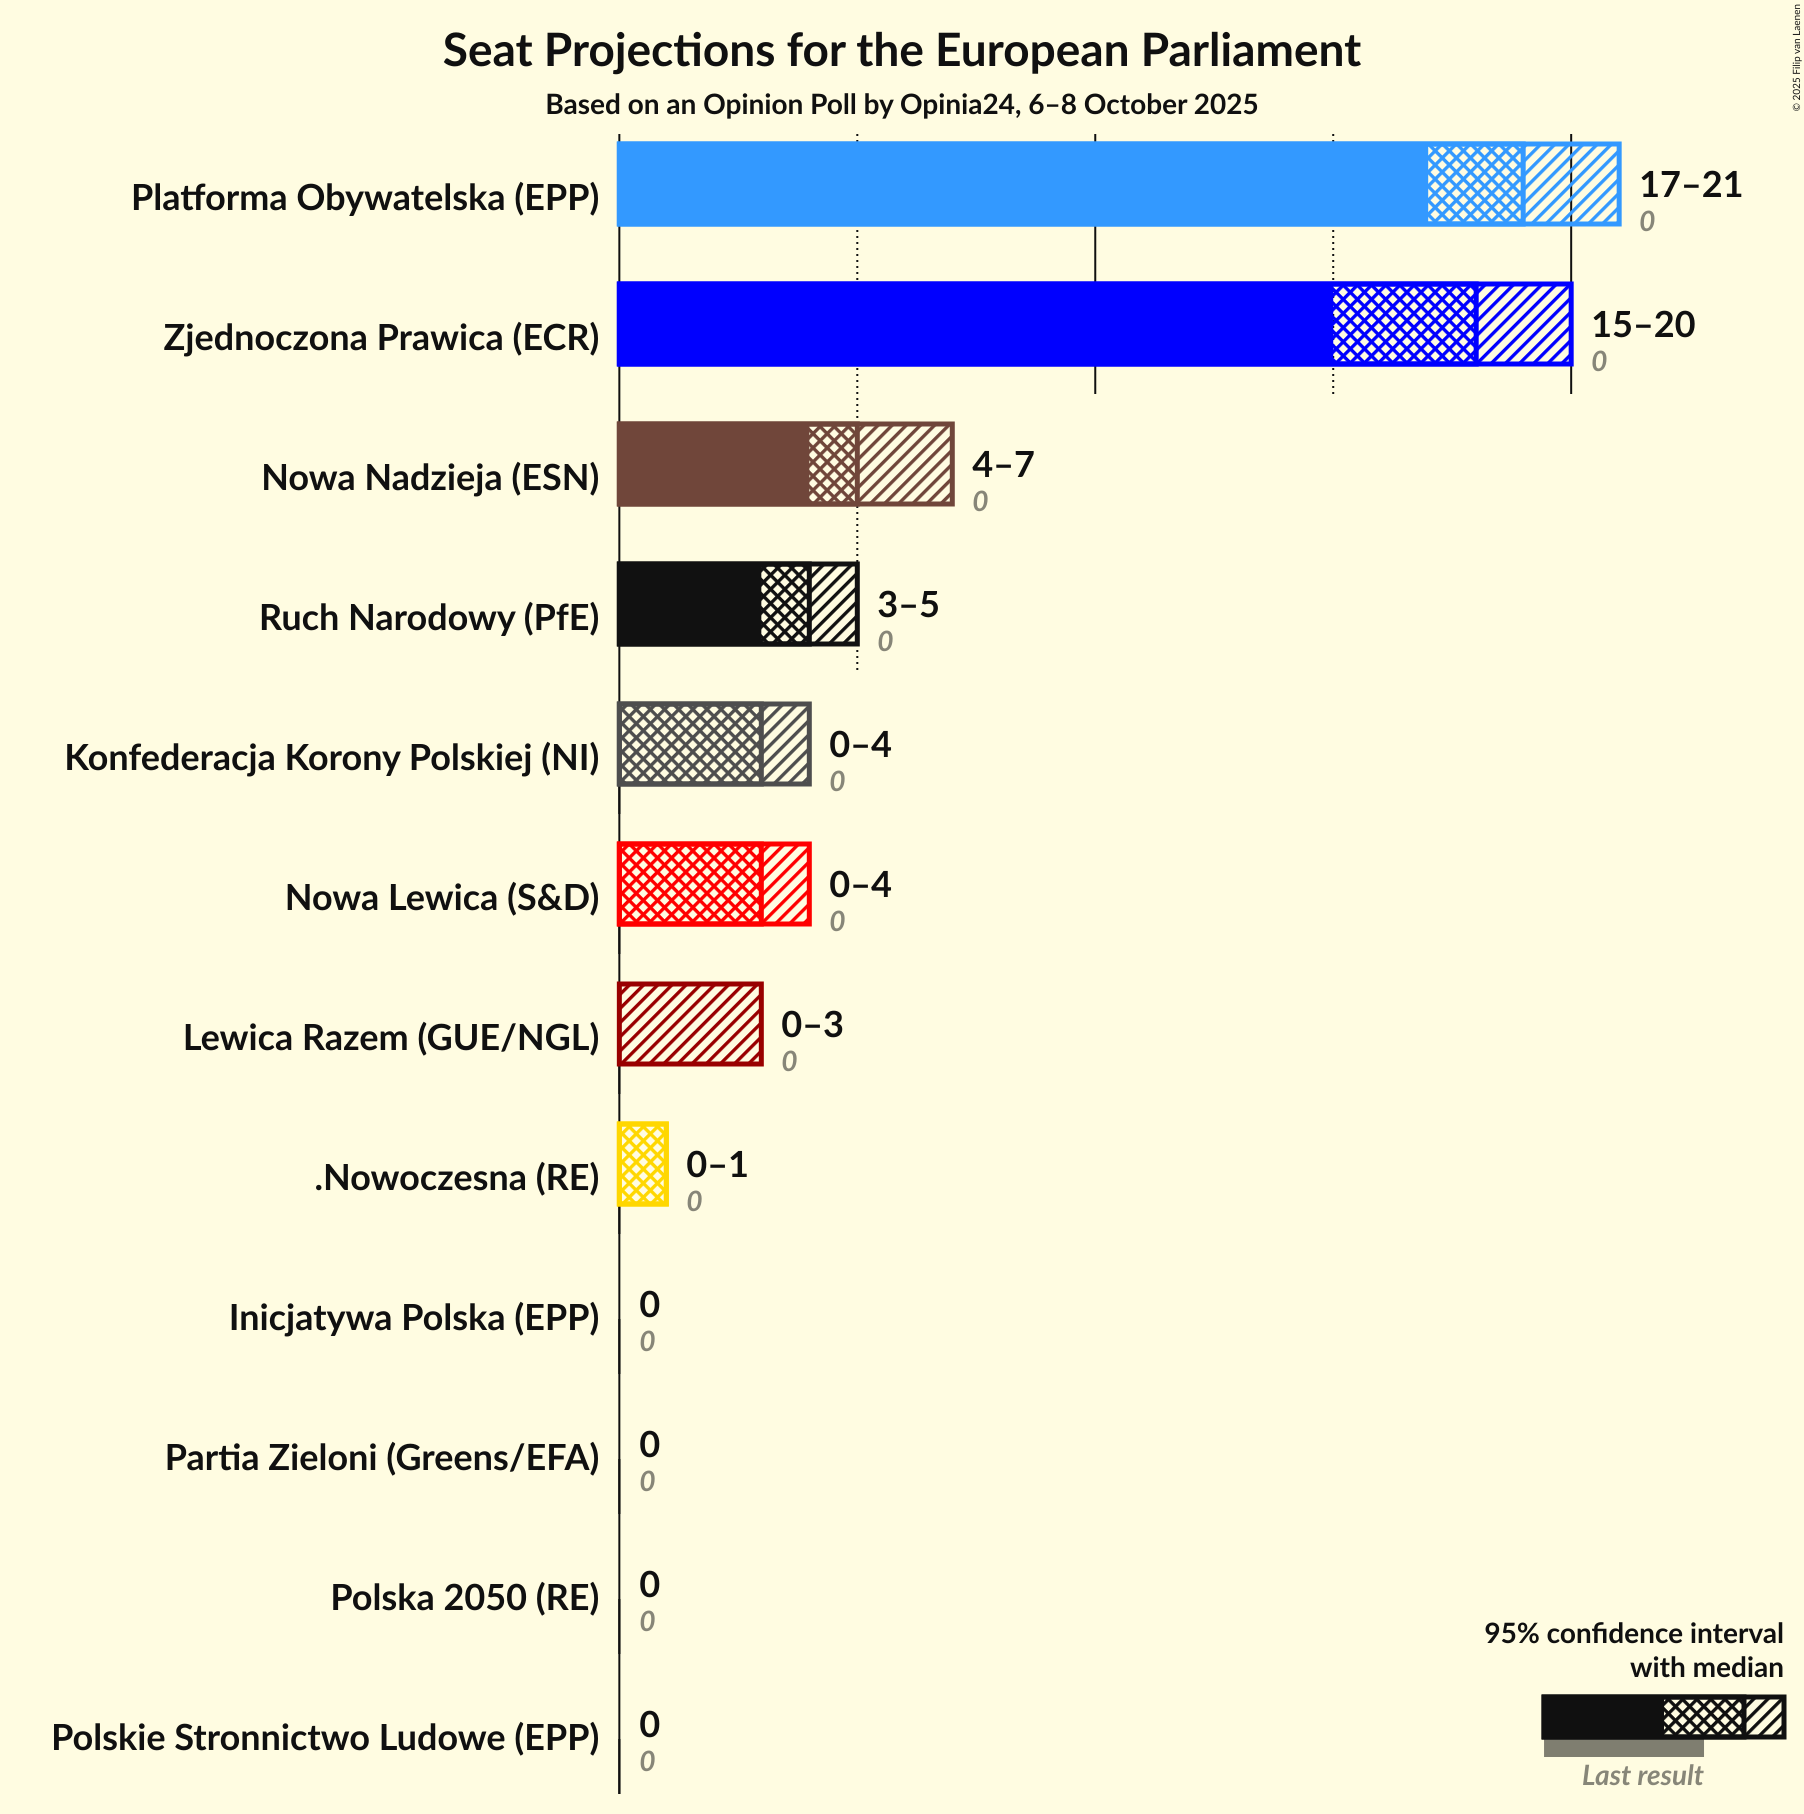 Seat Projections for the European Parliament
Based on an Opinion Poll by Opinia24, 6–8 October 2025
© 2025 Filip van Laenen
Platforma Obywatelska (EPP)
17–21
0
Zjednoczona Prawica (ECR)
15–20
0
Nowa Nadzieja (ESN)
4–7
0
Ruch Narodowy (PfE)
3–5
0
Konfederacja Korony Polskiej (NI)
0–4
0
Nowa Lewica (S&D)
0–4
0
Lewica Razem (GUE/NGL)
0–3
0
.Nowoczesna (RE)
0–1
0
Inicjatywa Polska (EPP)
0
0
Partia Zieloni (Greens/EFA)
0
0
Polska 2050 (RE)
0
0
Polskie Stronnictwo Ludowe (EPP)
0
0
95% confidence interval
with median
Last result